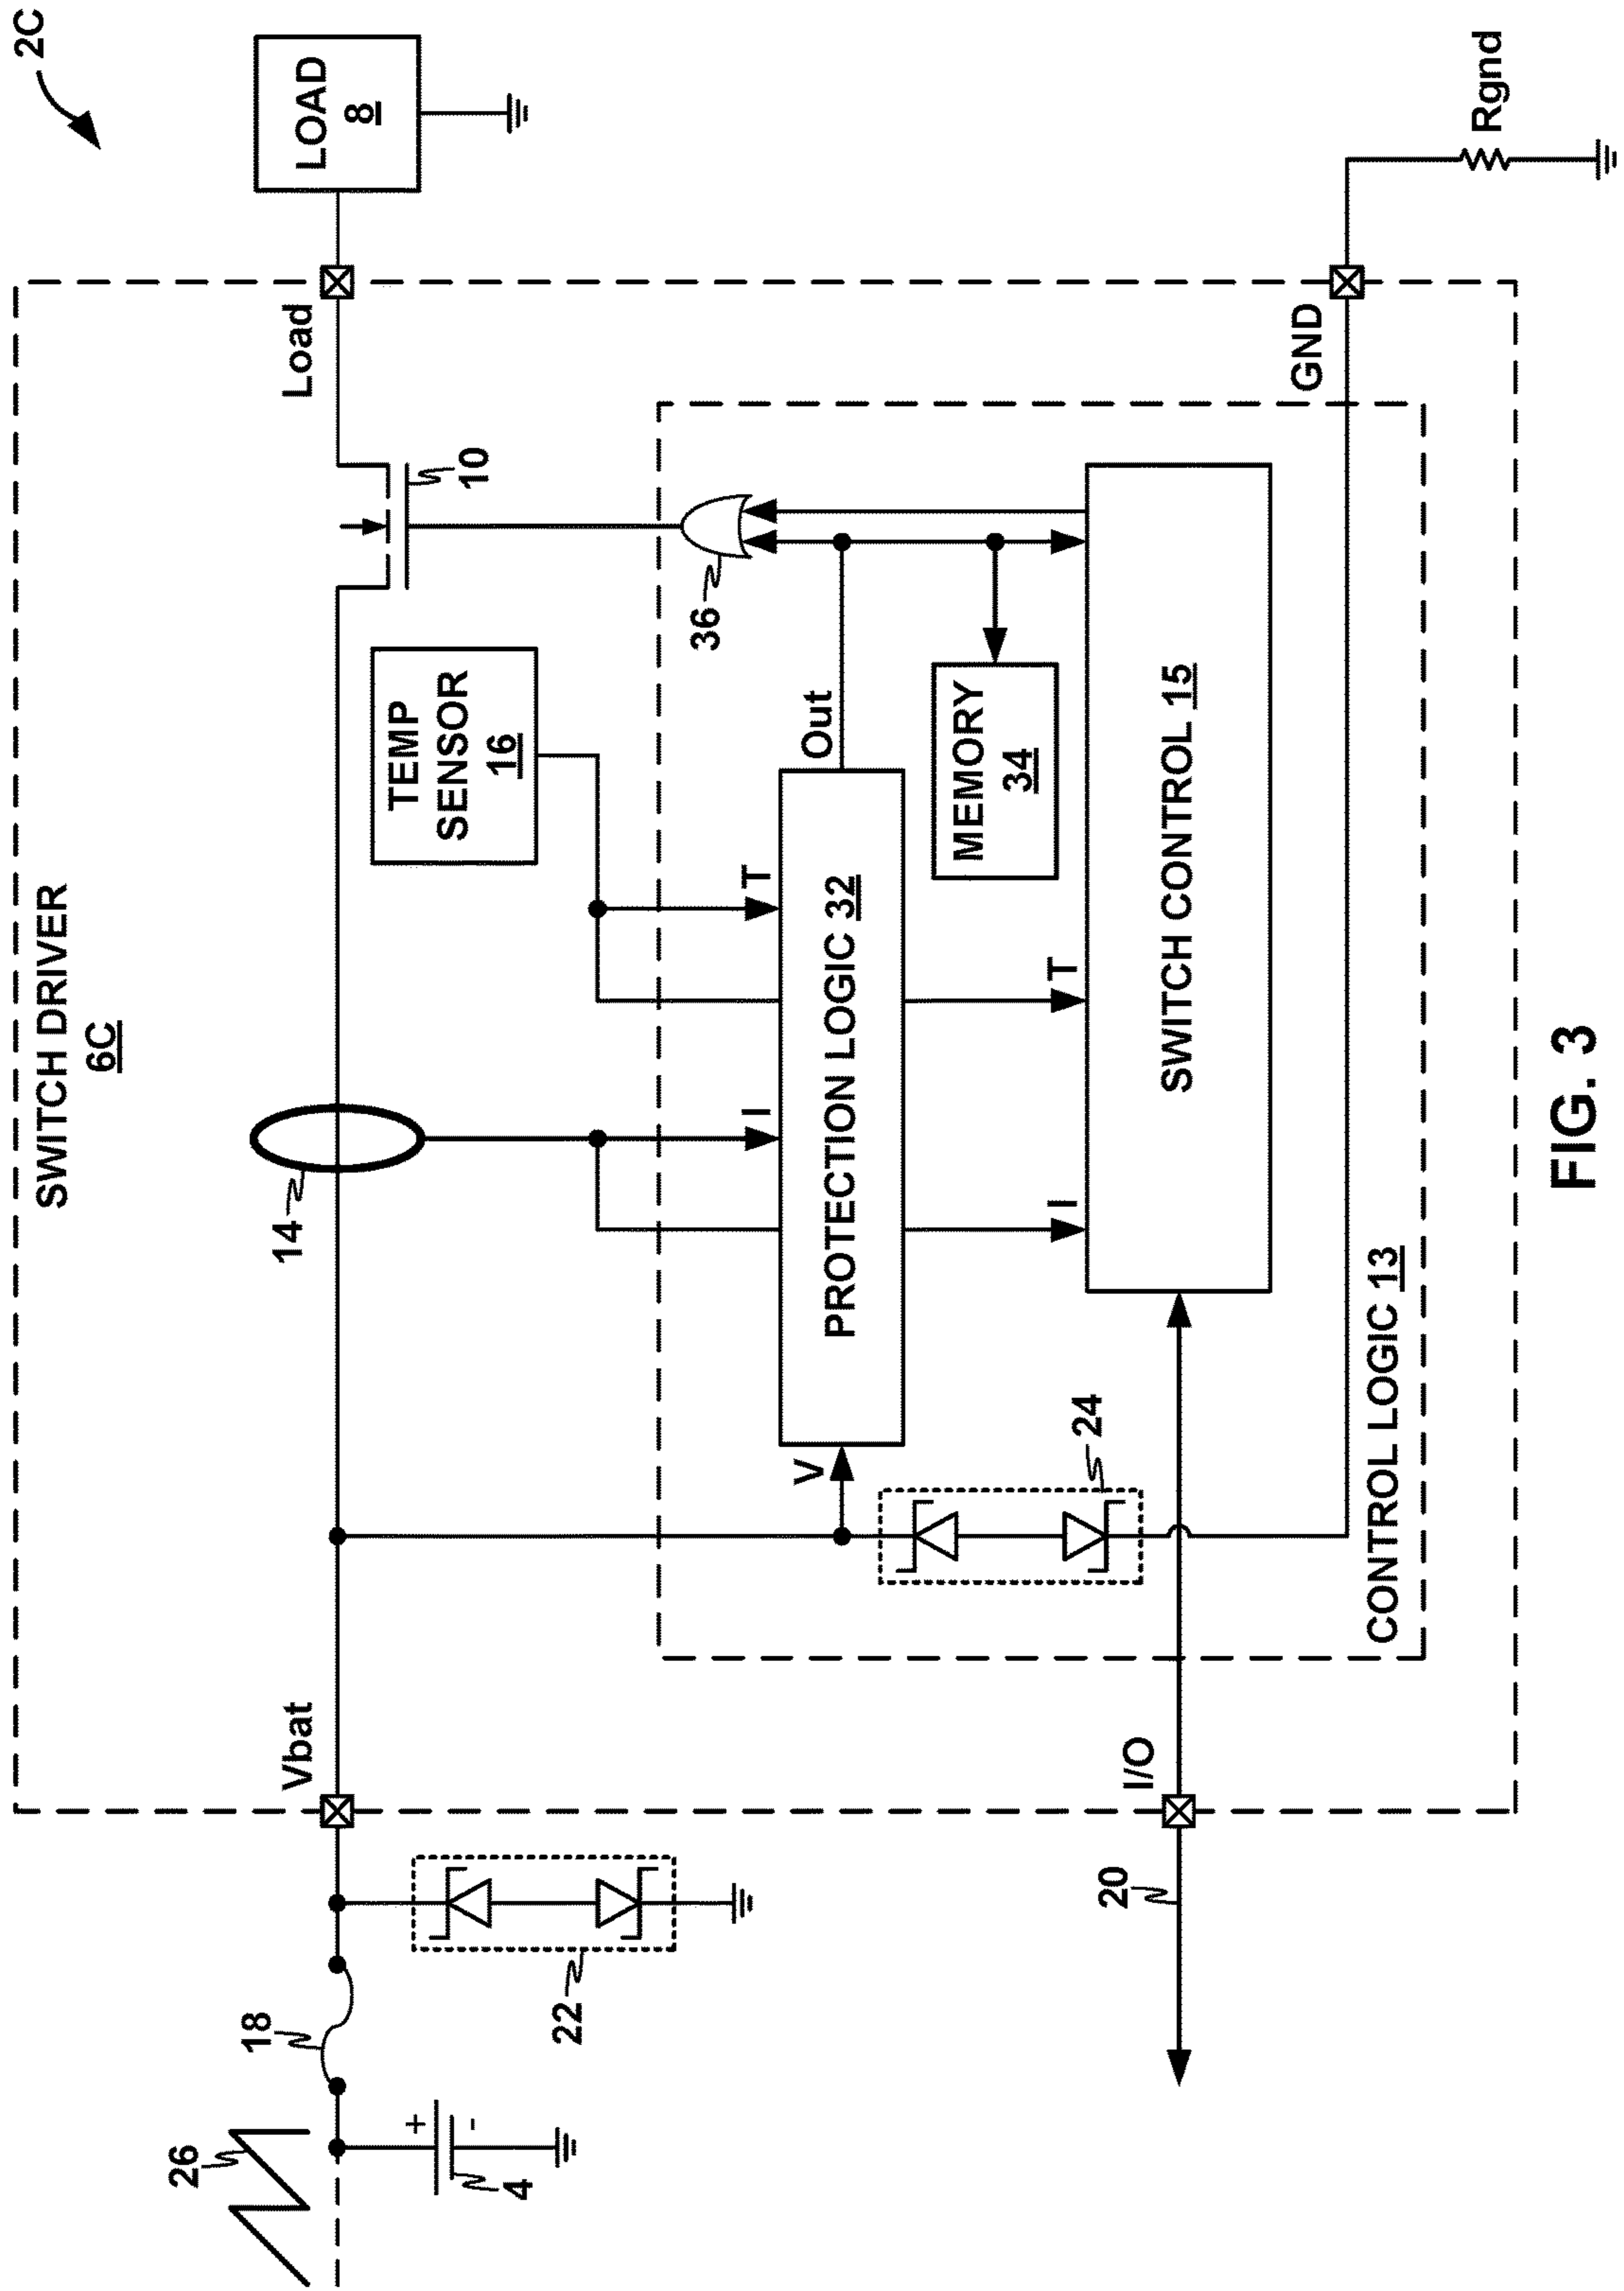 2C
SWITCH DRIVER
6C
LOAD
8
26
18
Vbat
14
Load
+
-
4
22
TEMP
SENSOR
16
10
36
V
I
T
PROTECTION LOGIC 32
Out
24
I
T
MEMORY
34
20
I/O
SWITCH CONTROL 15
CONTROL LOGIC 13
GND
Rgnd
FIG. 3